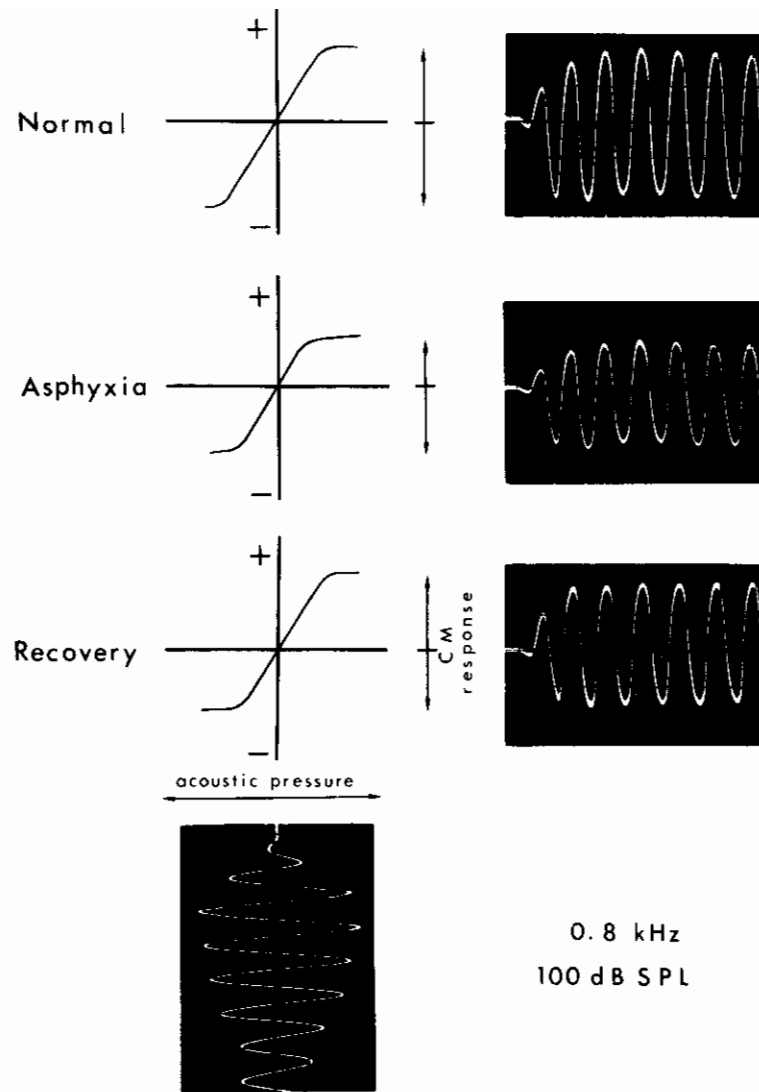 +
Normal
−
+
Asphyxia
−
+
Recovery
CM
response
−
acoustic pressure
0.8 kHz
100 dB SPL